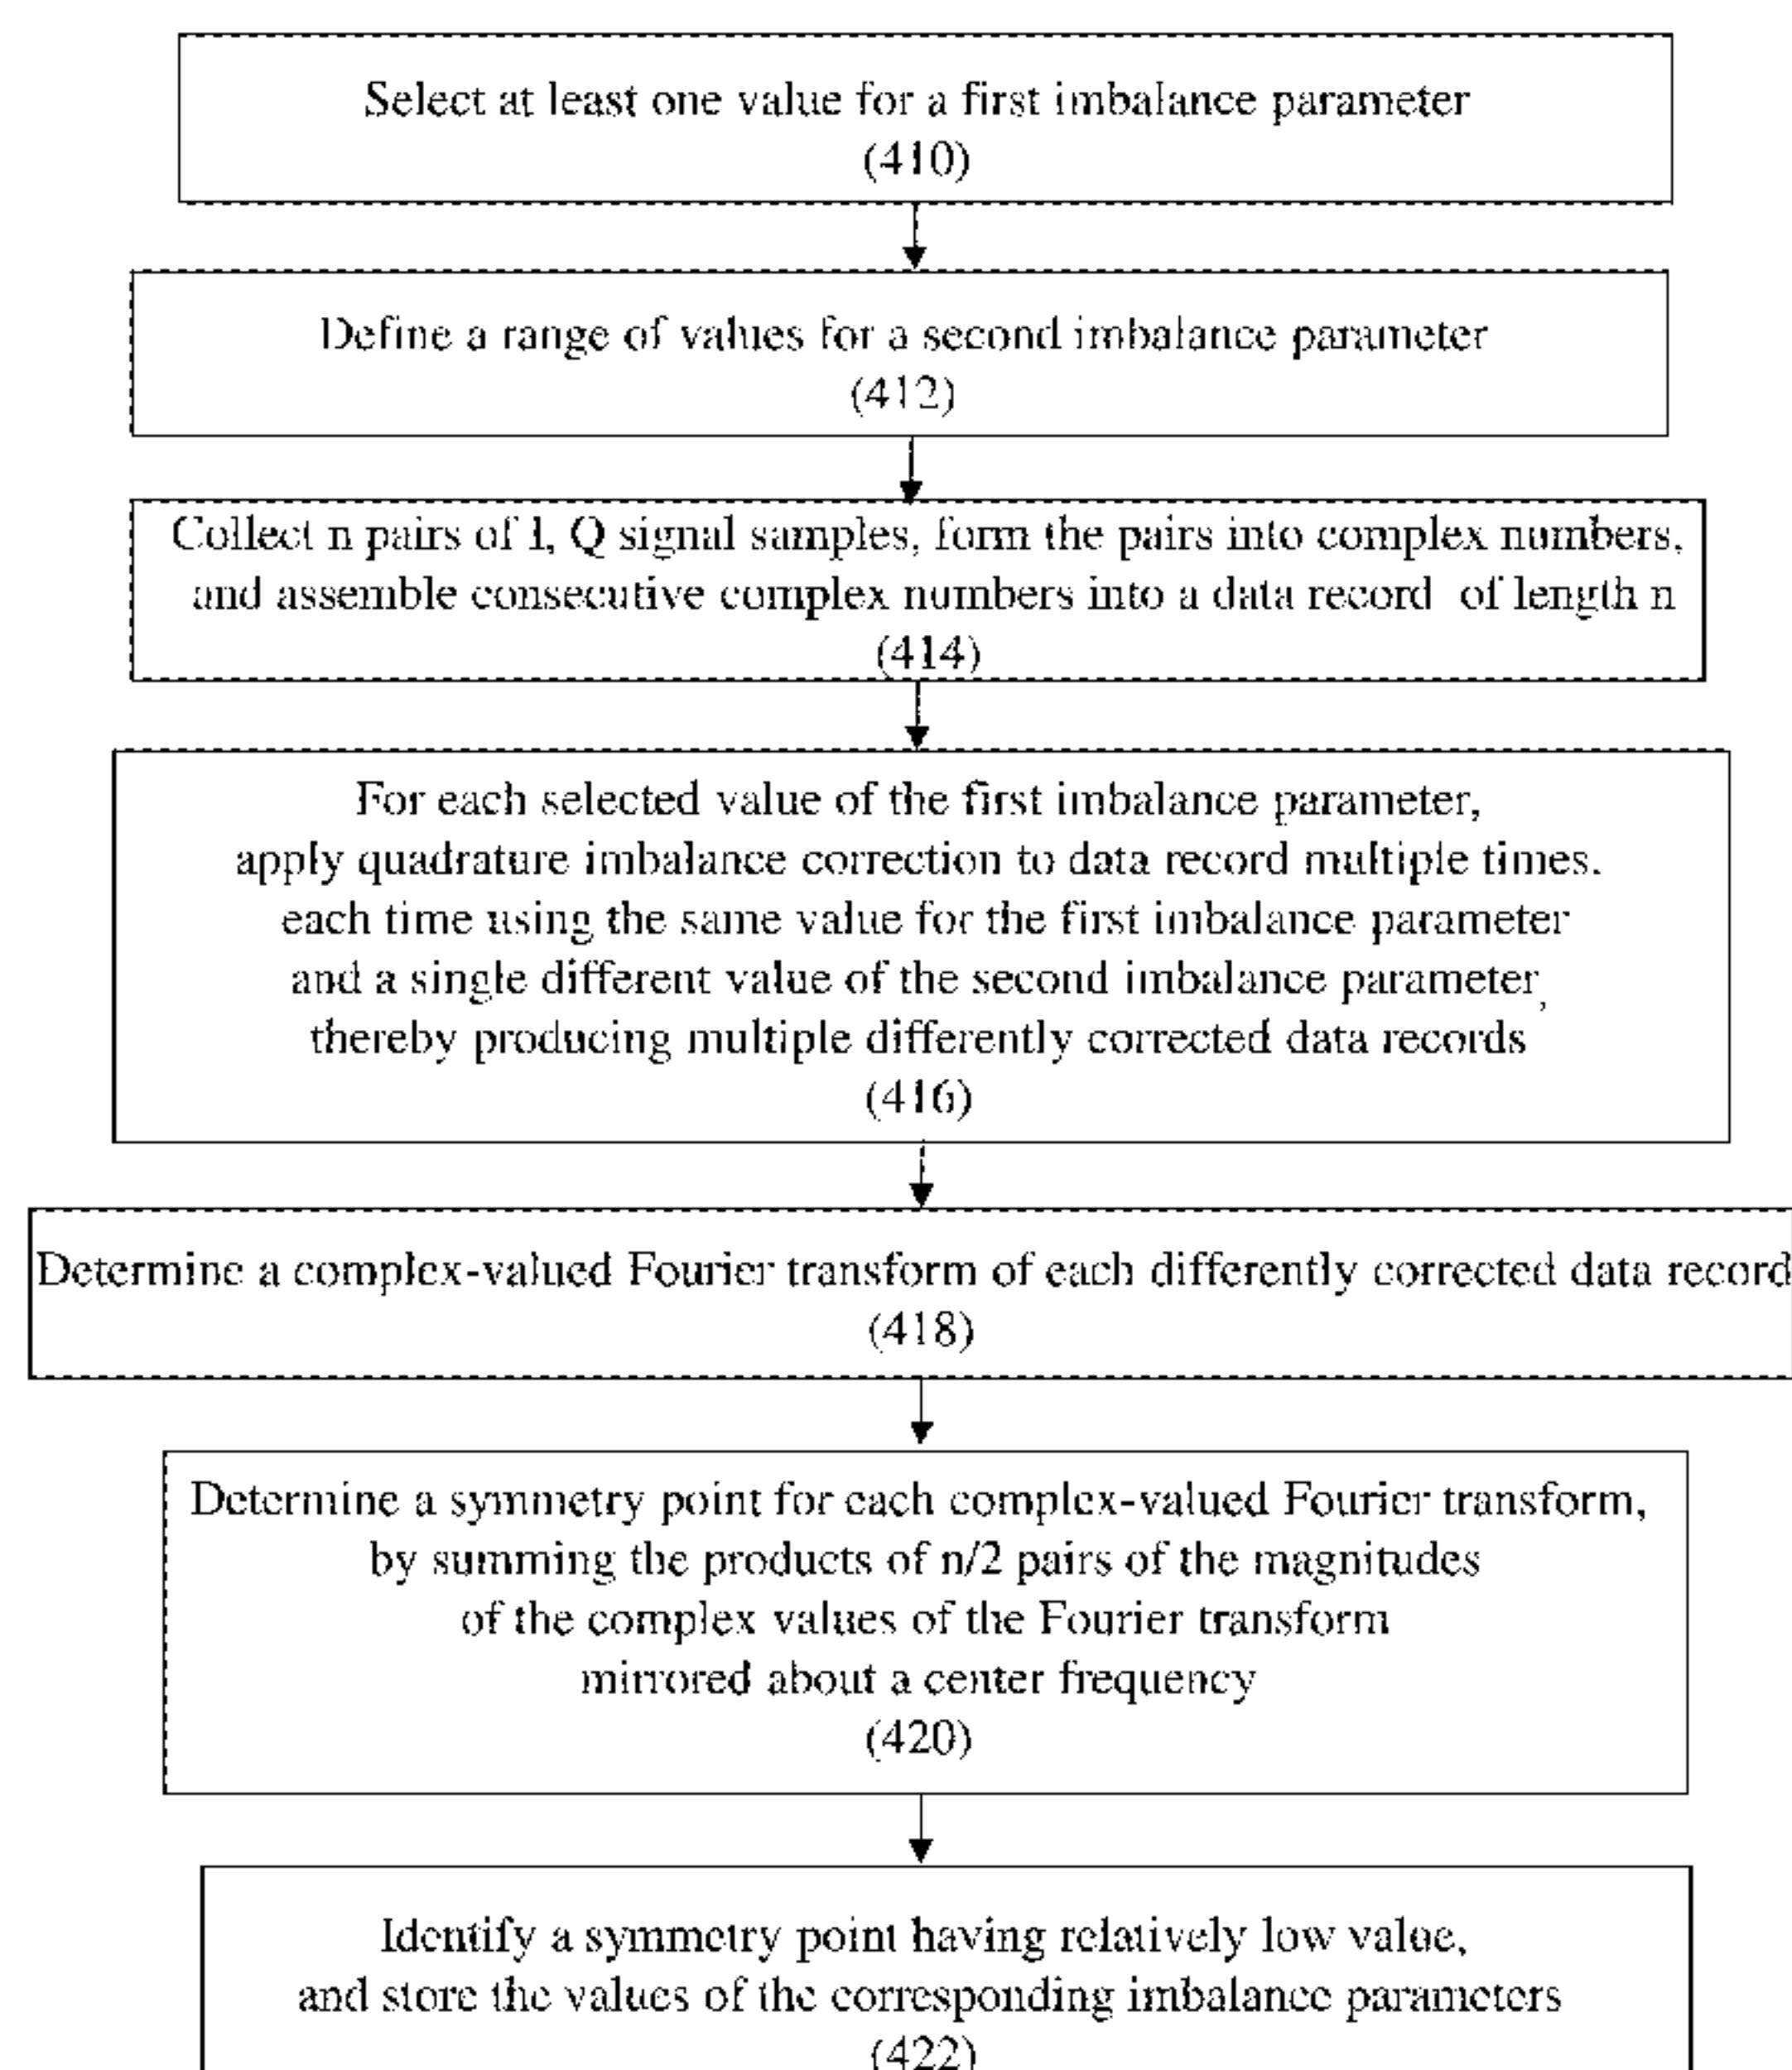 Select at least one value for a first imbalance parameter
(410)
Define a range of values for a second imbalance parameter
(412)
Collect n pairs of I, Q signal samples, form the pairs into complex numbers,
and assemble consecutive complex numbers into a data record of length n
(414)
For each selected value of the first imbalance parameter,
apply quadrature imbalance correction to data record multiple times,
each time using the same value for the first imbalance parameter
and a single different value of the second imbalance parameter,
thereby producing multiple differently corrected data records
(416)
Determine a complex-valued Fourier transform of each differently corrected data record
(418)
Determine a symmetry point for each complex-valued Fourier transform,
by summing the products of n/2 pairs of the magnitudes
of the complex values of the Fourier transform
mirrored about a center frequency
(420)
Identify a symmetry point having relatively low value,
and store the values of the corresponding imbalance parameters
(422)